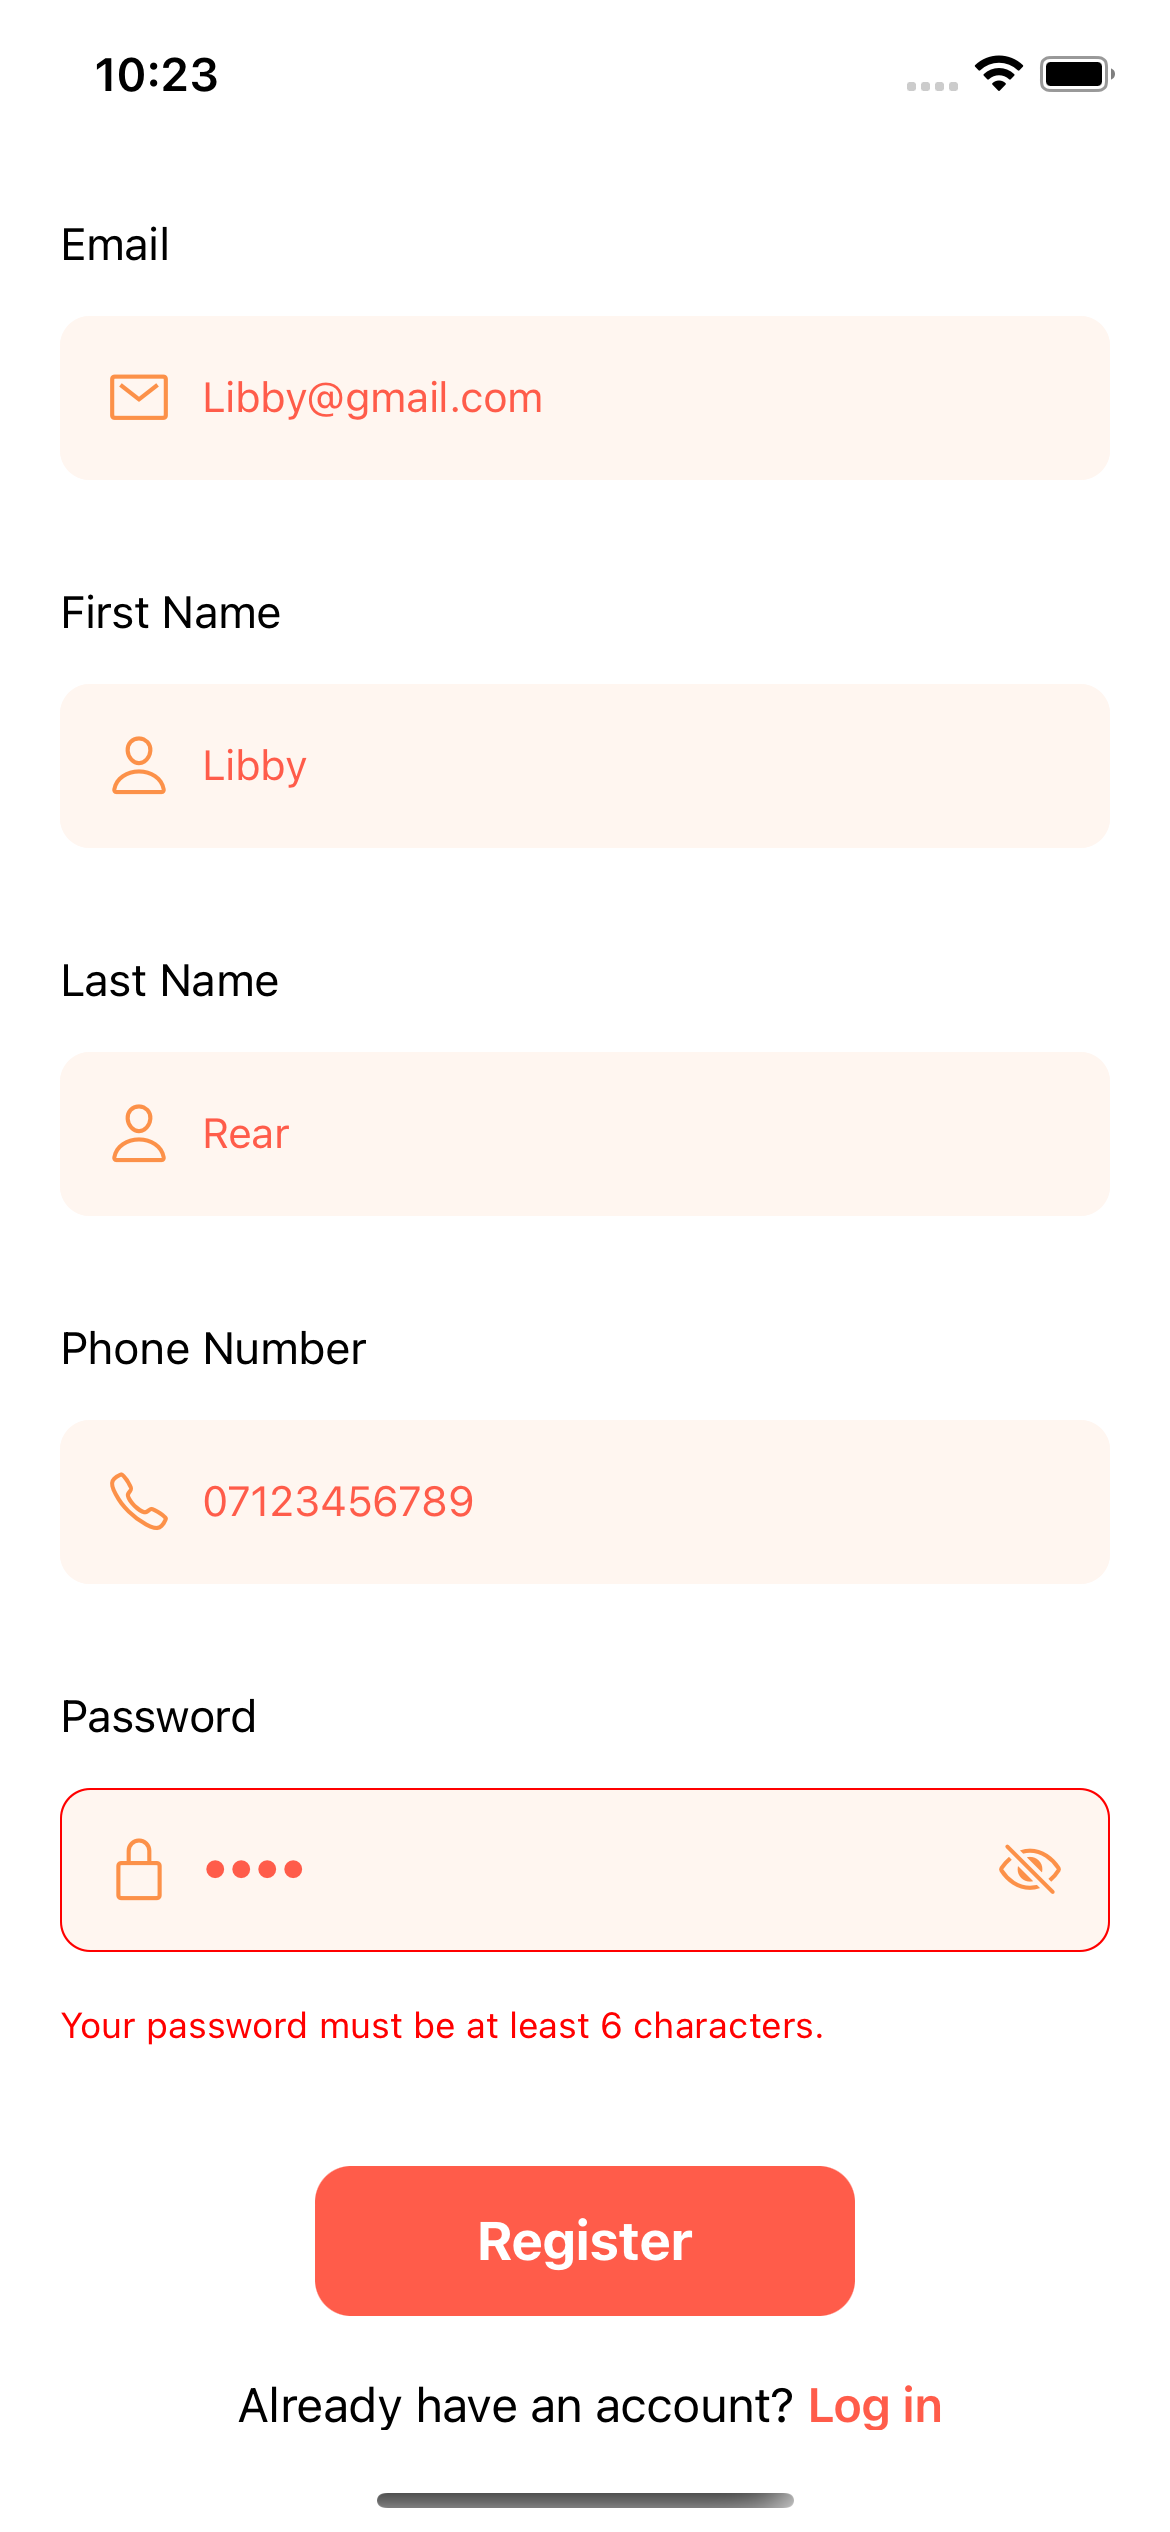 10:23
Email
Libby@gmail.com
First Name
Libby
Last Name
Rear
Phone Number
07123456789
Password
••••
Your password must be at least 6 characters.
Register
Already have an account? Log in